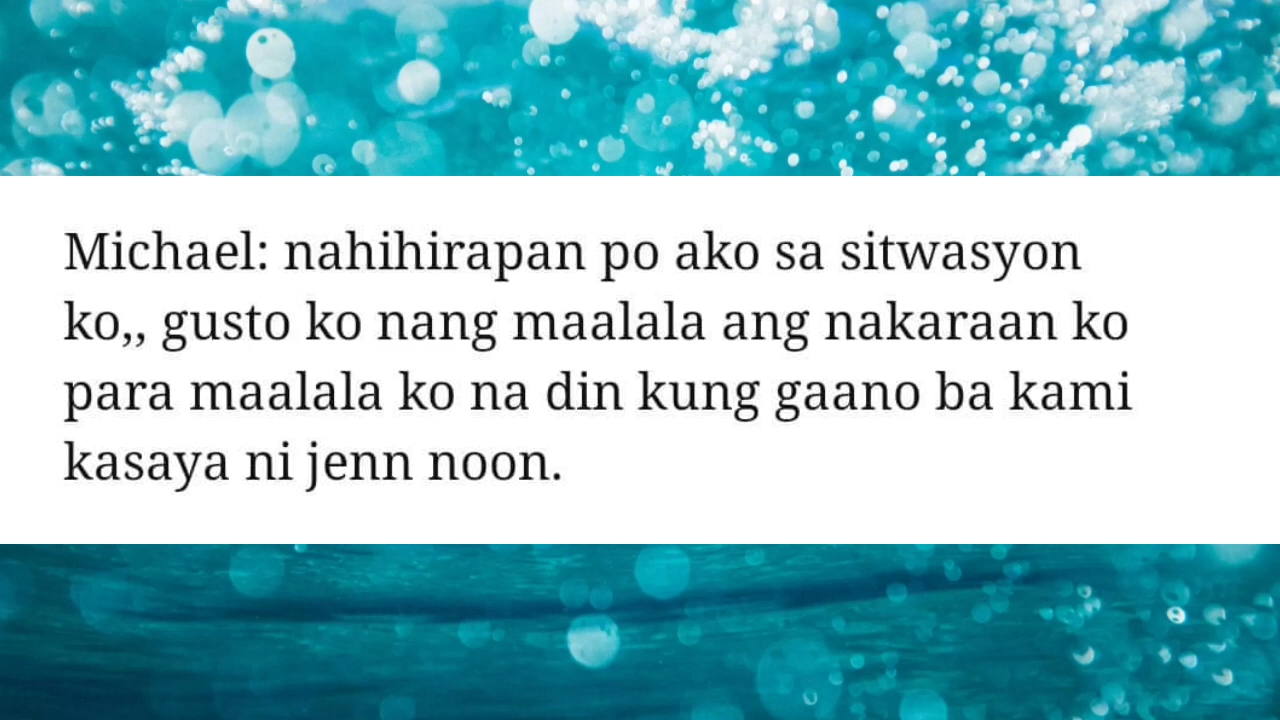 Michael: nahihirapan po ako sa sitwasyon
ko,, gusto ko nang maalala ang nakaraan ko
para maalala ko na din kung gaano ba kami
kasaya ni jenn noon.